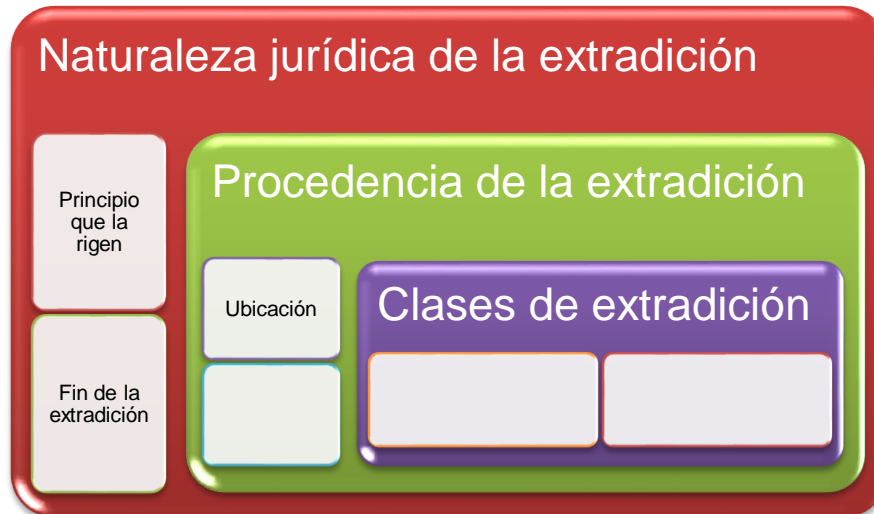 Naturaleza jurídica de la extradición
Principio
que la
rigen
Fin de la
extradición
Procedencia de la extradición
Ubicación
Clases de extradición